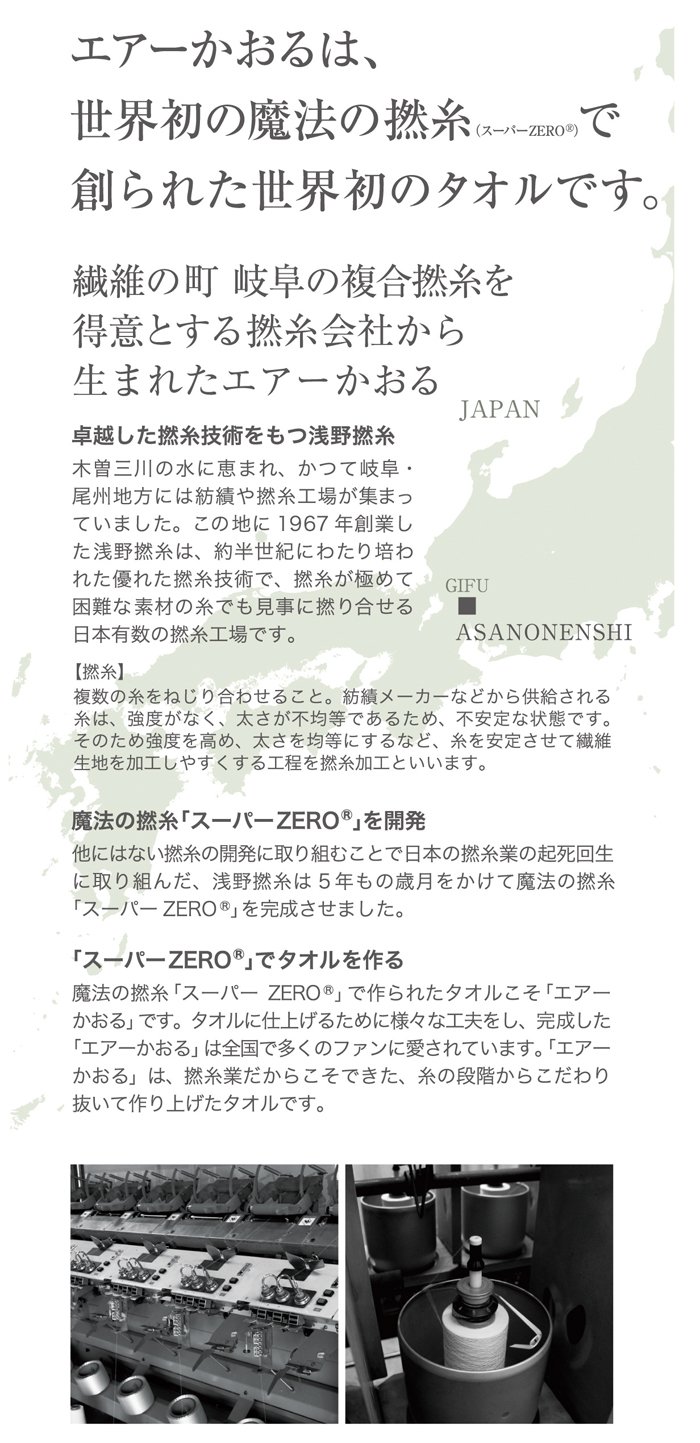 エアーかおるは、
世界初の魔法の撚糸(スーパーZERO®)で
創られた世界初のタオルです。
繊維の町 岐阜の複合撚糸を
得意とする撚糸会社から
生まれたエアーかおる
JAPAN
卓越した撚糸技術をもつ浅野撚糸
木曽三川の水に恵まれ、かつて岐阜・
尾州地方には紡績や撚糸工場が集まっ
ていました。この地に1967年創業し
た浅野撚糸は、約半世紀にわたり培わ
れた優れた撚糸技術で、撚糸が極めて
困難な素材の糸でも見事に撚り合せる
日本有数の撚糸工場です。
GIFU
ASANONENSHI
【撚糸】
複数の糸をねじり合わせること。紡績メーカーなどから供給される
糸は、強度がなく、太さが不均等であるため、不安定な状態です。
そのため強度を高め、太さを均等にするなど、糸を安定させて繊維
生地を加工しやすくする工程を撚糸加工といいます。
魔法の撚糸「スーパーZERO®」を開発
他にはない撚糸の開発に取り組むことで日本の撚糸業の起死回生
に取り組んだ、浅野撚糸は5年もの歳月をかけて魔法の撚糸
「スーパーZERO®」を完成させました。
「スーパーZERO®」でタオルを作る
魔法の撚糸「スーパー ZERO®」で作られたタオルこそ「エアー
かおる」です。タオルに仕上げるために様々な工夫をし、完成した
「エアーかおる」は全国で多くのファンに愛されています。「エアー
かおる」は、撚糸業だからこそできた、糸の段階からこだわり
抜いて作り上げたタオルです。